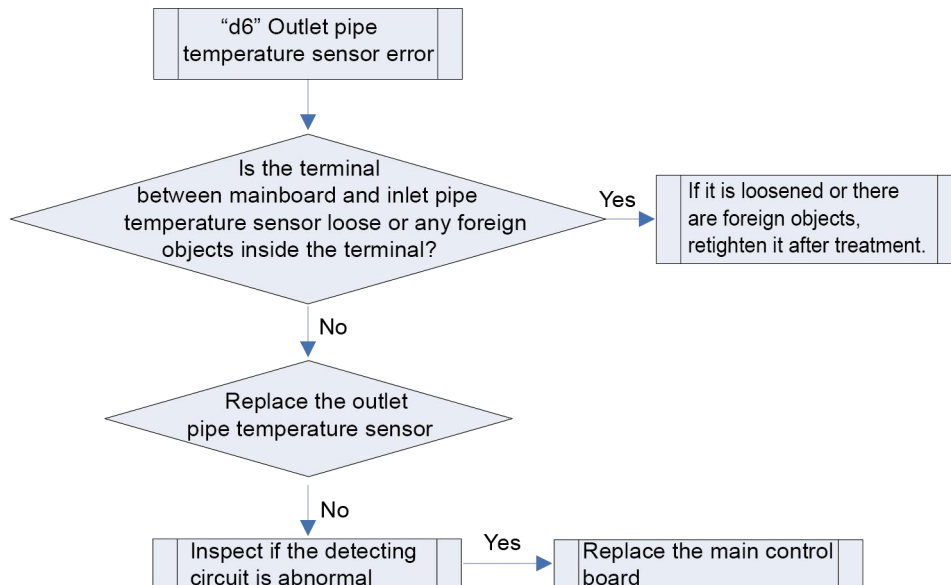 “d6” Outlet pipe
temperature sensor error
Is the terminal
between mainboard and inlet pipe
temperature sensor loose or any foreign
objects inside the terminal?
Yes
If it is loosened or there
are foreign objects,
retighten it after treatment.
No
Replace the outlet
pipe temperature sensor
No
Inspect if the detecting
circuit is abnormal
Yes
Replace the main control
board